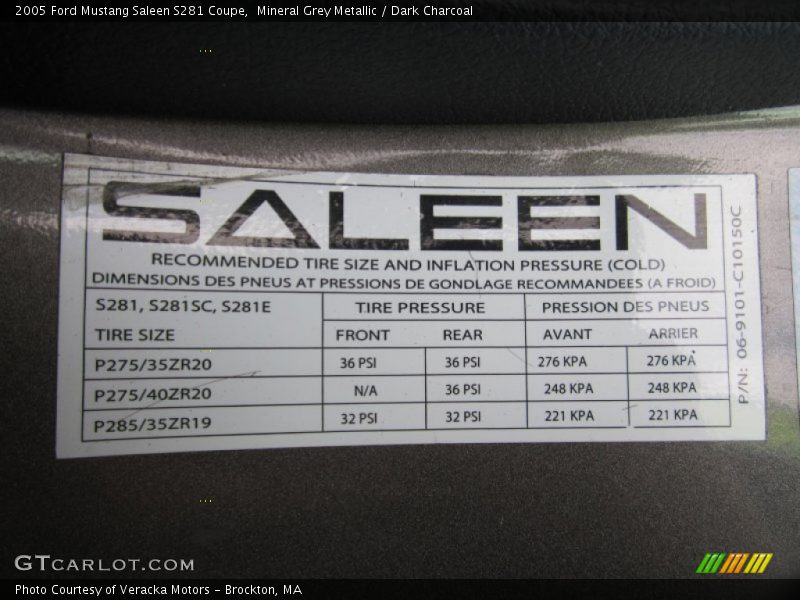 2005 Ford Mustang Saleen S281 Coupe,  Mineral Grey Metallic / Dark Charcoal
SALEEN
RECOMMENDED TIRE SIZE AND INFLATION PRESSURE (COLD)
DIMENSIONS DES PNEUS AT PRESSIONS DE GONDLAGE RECOMMANDEES (A FROID)
S281, S281SC, S281E TIRE PRESSURE PRESSION DES PNEUS
TIRE SIZE FRONT REAR AVANT ARRIER
P275/35ZR20 36 PSI 36 PSI 276 KPA 276 KPA
P275/40ZR20 N/A 36 PSI 248 KPA 248 KPA
P285/35ZR19 32 PSI 32 PSI 221 KPA 221 KPA
P/N: 06-9101-C10150C
GTCARLOT.COM
Photo Courtesy of Veracka Motors – Brockton, MA